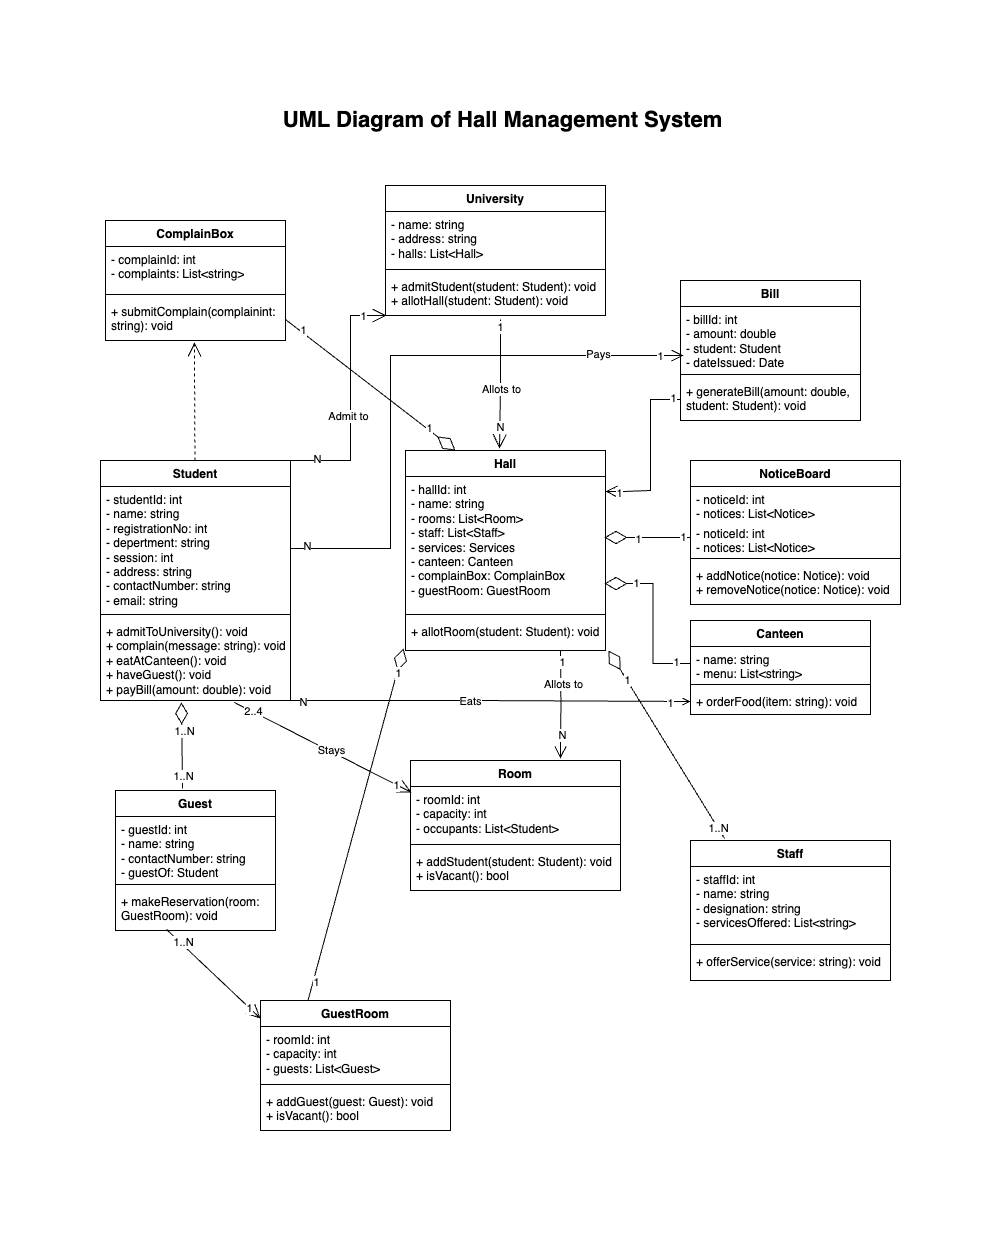 UML Diagram of Hall Management System
University
- name: string
- address: string
- halls: List<Hall>
+ admitStudent(student: Student): void
+ allotHall(student: Student): void
ComplainBox
- complainId: int
- complaints: List<string>
+ submitComplain(complainint:
string): void
Bill
- billId: int
- amount: double
- student: Student
- dateIssued: Date
+ generateBill(amount: double,
student: Student): void
1
1
1
Pays
1
Allots to
1
Admit to
1
N
N
Student
- studentId: int
- name: string
- registrationNo: int
- depertment: string
- session: int
- address: string
- contactNumber: string
- email: string
+ admitToUniversity(): void
+ complain(message: string): void
+ eatAtCanteen(): void
+ haveGuest(): void
+ payBill(amount: double): void
N
Hall
- hallId: int
- name: string
- rooms: List<Room>
- staff: List<Staff>
- services: Services
- canteen: Canteen
- complainBox: ComplainBox
- guestRoom: GuestRoom
+ allotRoom(student: Student): void
1
1
1
1
NoticeBoard
- noticeId: int
- notices: List<Notice>
- noticeId: int
- notices: List<Notice>
+ addNotice(notice: Notice): void
+ removeNotice(notice: Notice): void
Canteen
- name: string
- menu: List<string>
+ orderFood(item: string): void
1
1
1
Allots to
1
N
Eats
1
2..4
1..N
N
Stays
1
1..N
Guest
- guestId: int
- name: string
- contactNumber: string
- guestOf: Student
+ makeReservation(room:
GuestRoom): void
Room
- roomId: int
- capacity: int
- occupants: List<Student>
+ addStudent(student: Student): void
+ isVacant(): bool
1..N
Staff
- staffId: int
- name: string
- designation: string
- servicesOffered: List<string>
+ offerService(service: string): void
1..N
1
1
GuestRoom
- roomId: int
- capacity: int
- guests: List<Guest>
+ addGuest(guest: Guest): void
+ isVacant(): bool